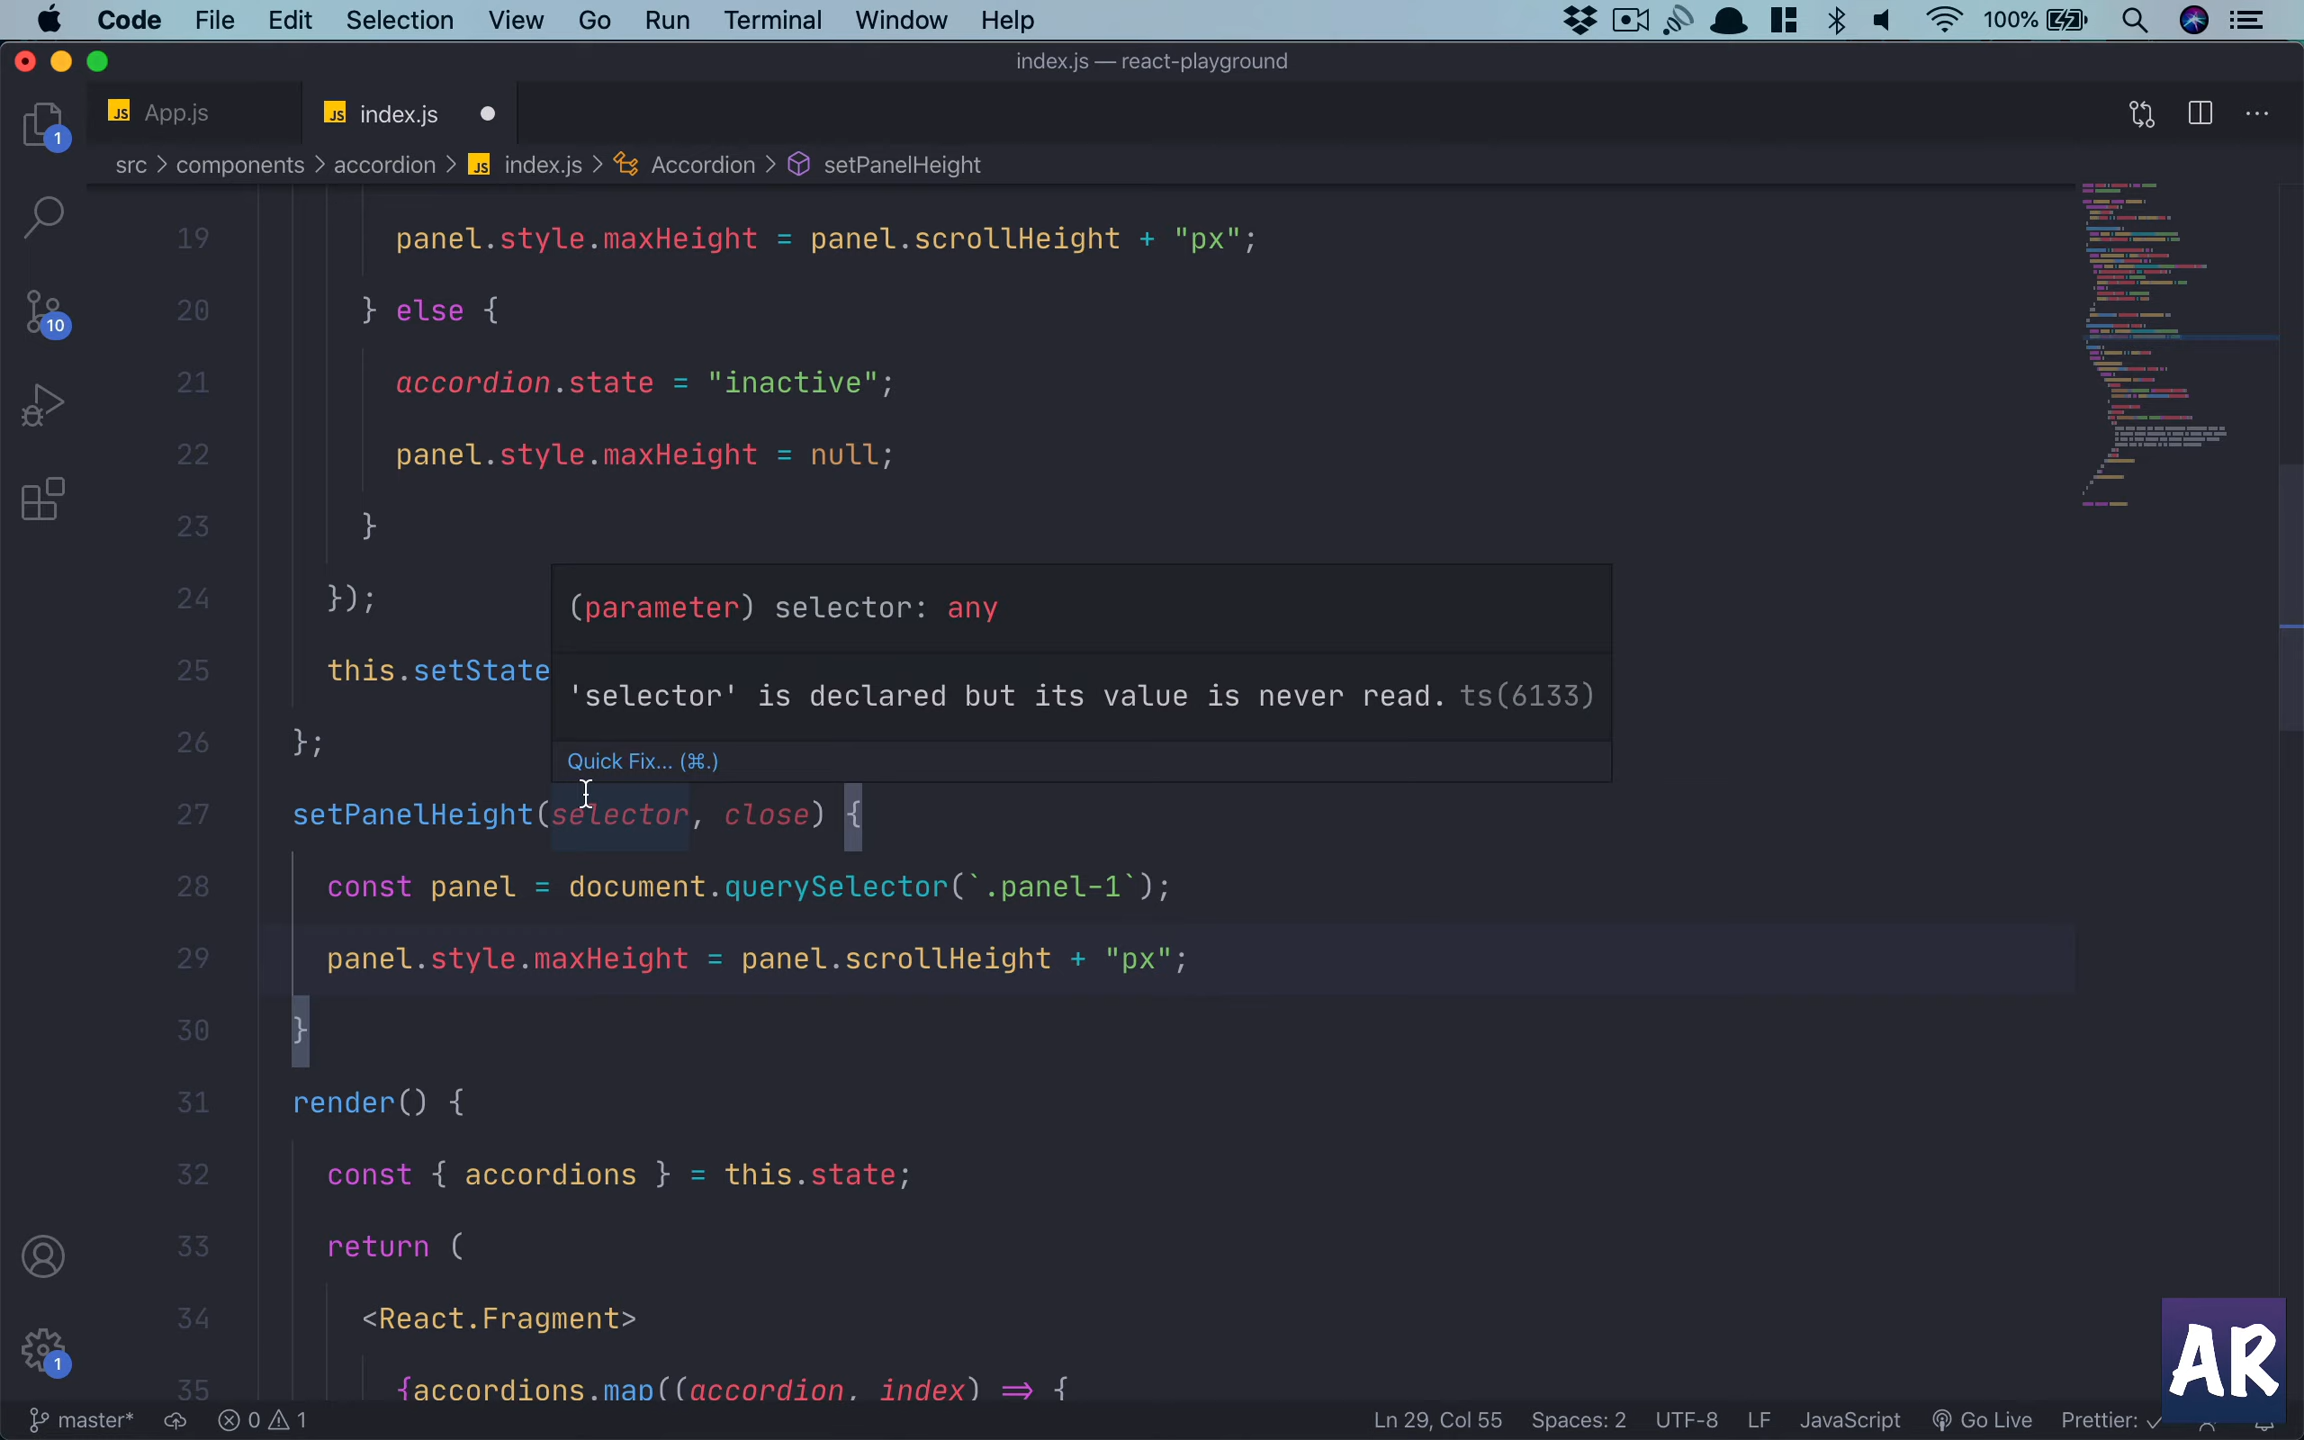 Code File Edit Selection View Go Run Terminal Window Help 100%
index.js — react-playground
JS App.js JS index.js
1
src > components > accordion > JS index.js > Accordion > setPanelHeight
19 panel.style.maxHeight = panel.scrollHeight + "px";
10
20 } else {
21 accordion.state = "inactive";
22 panel.style.maxHeight = null;
23 }
24 });
(parameter) selector: any
25 this.setState
'selector' is declared but its value is never read. ts(6133)
26 };
Quick Fix... (⌘.)
27 setPanelHeight(selector, close) {
28 const panel = document.querySelector(`.panel-1`);
29 panel.style.maxHeight = panel.scrollHeight + "px";
30 }
31 render() {
32 const { accordions } = this.state;
33 return (
34 <React.Fragment>
1
35 {accordions.map((accordion, index) => {
AR
master* 0 1 Ln 29, Col 55 Spaces: 2 UTF-8 LF JavaScript Go Live Prettier: ✓